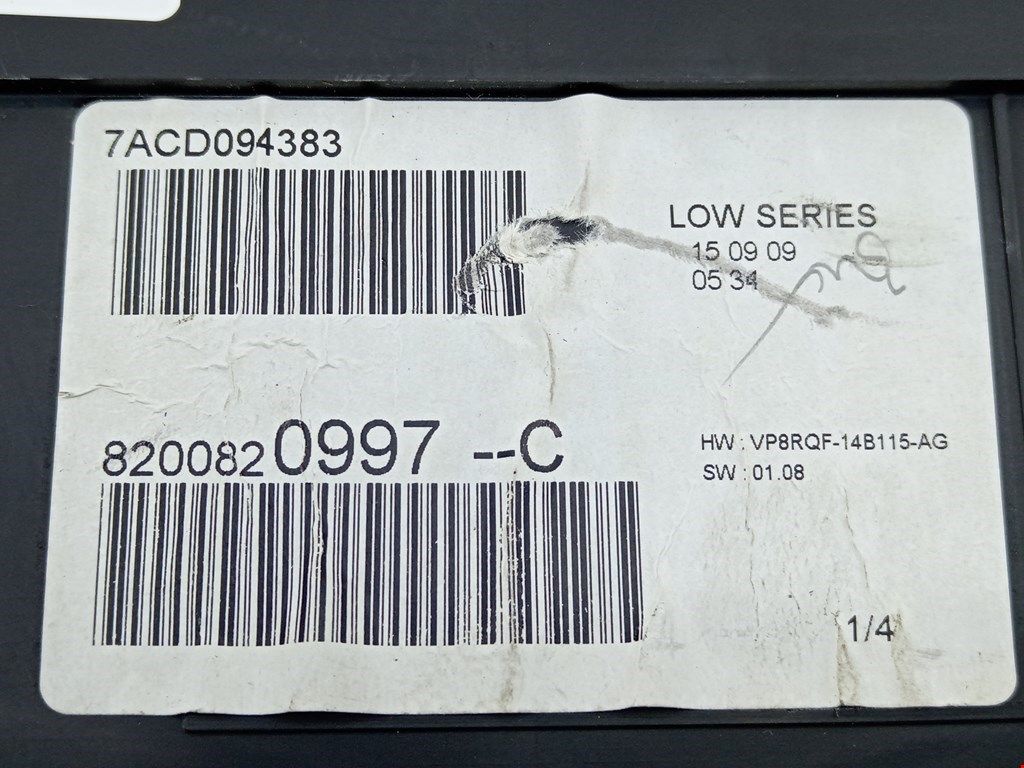 7ACD094383
LOW SERIES
15 09 09
05 34
8200820997 --C
HW : VP8RQF-14B115-AG
SW : 01.08
1/4